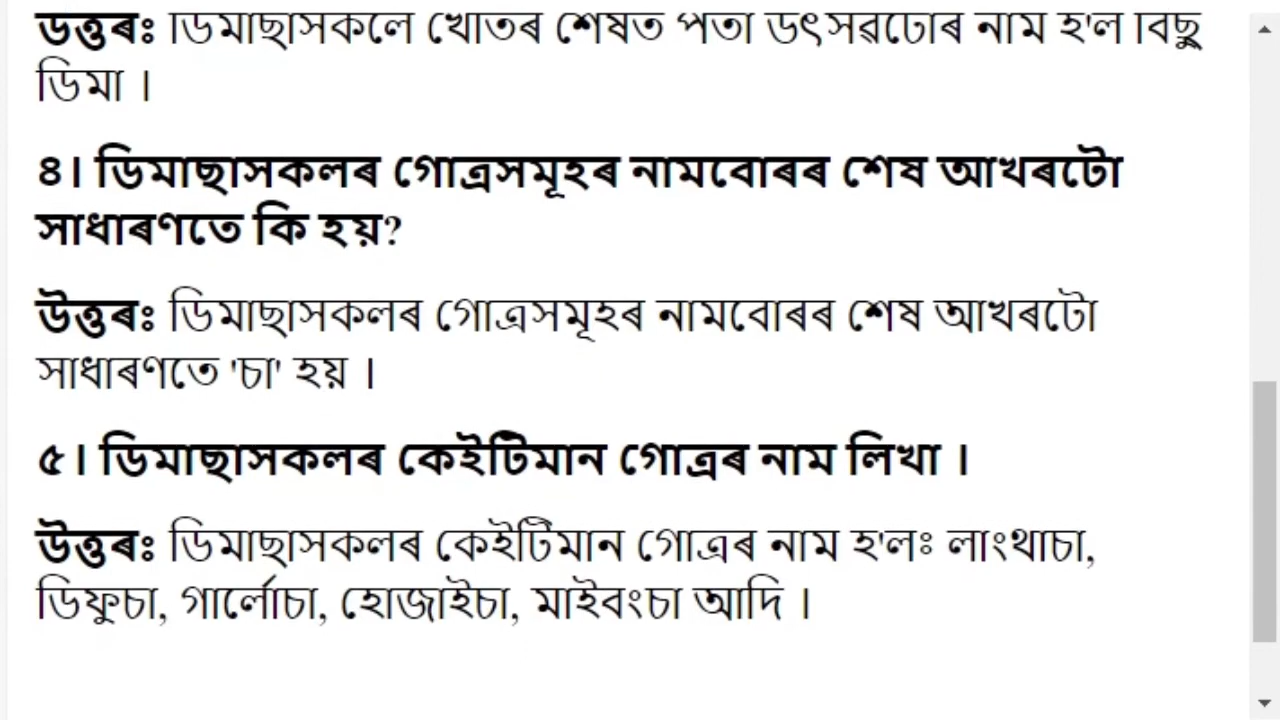 উত্তৰঃ ডিমাছাসকলে খেতিৰ শেষত পতা উৎসৱটোৰ নাম হ'ল বিছু
ডিমা ।
৪। ডিমাছাসকলৰ গোত্ৰসমূহৰ নামবোৰৰ শেষ আখৰটো
সাধাৰণতে কি হয়?
উত্তৰঃ ডিমাছাসকলৰ গোত্ৰসমূহৰ নামবোৰৰ শেষ আখৰটো
সাধাৰণতে 'চা' হয় ।
৫। ডিমাছাসকলৰ কেইটিমান গোত্ৰৰ নাম লিখা ।
উত্তৰঃ ডিমাছাসকলৰ কেইটিমান গোত্ৰৰ নাম হ'লঃ লাংথাচা,
ডিফুচা, গাৰ্লোচা, হোজাইচা, মাইবংচা আদি ।